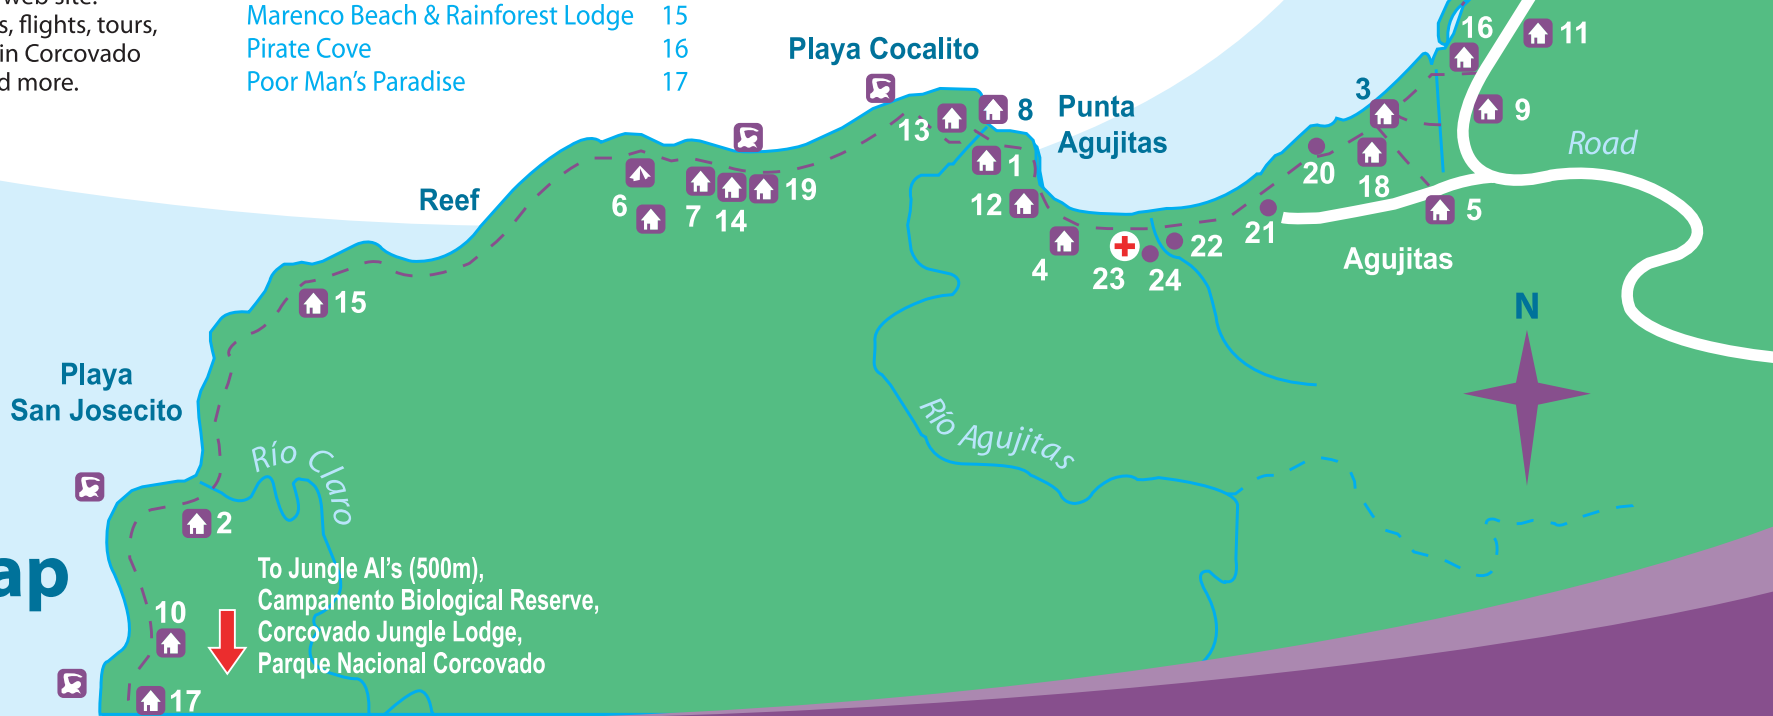 web site.
s, flights, tours,
in Corcovado
d more.
Marenco Beach & Rainforest Lodge 15
Pirate Cove 16
Poor Man's Paradise 17
Playa Cocalito
Punta
Agujitas
Reef
Playa
San Josecito
16
11
3
9
Road
8
13
1
20
18
5
6
7
14
19
12
4
23
24
22
21
Agujitas
N
15
Río Agujitas
Río Claro
2
ap
To Jungle Al's (500m),
Campamento Biological Reserve,
Corcovado Jungle Lodge,
Parque Nacional Corcovado
10
17